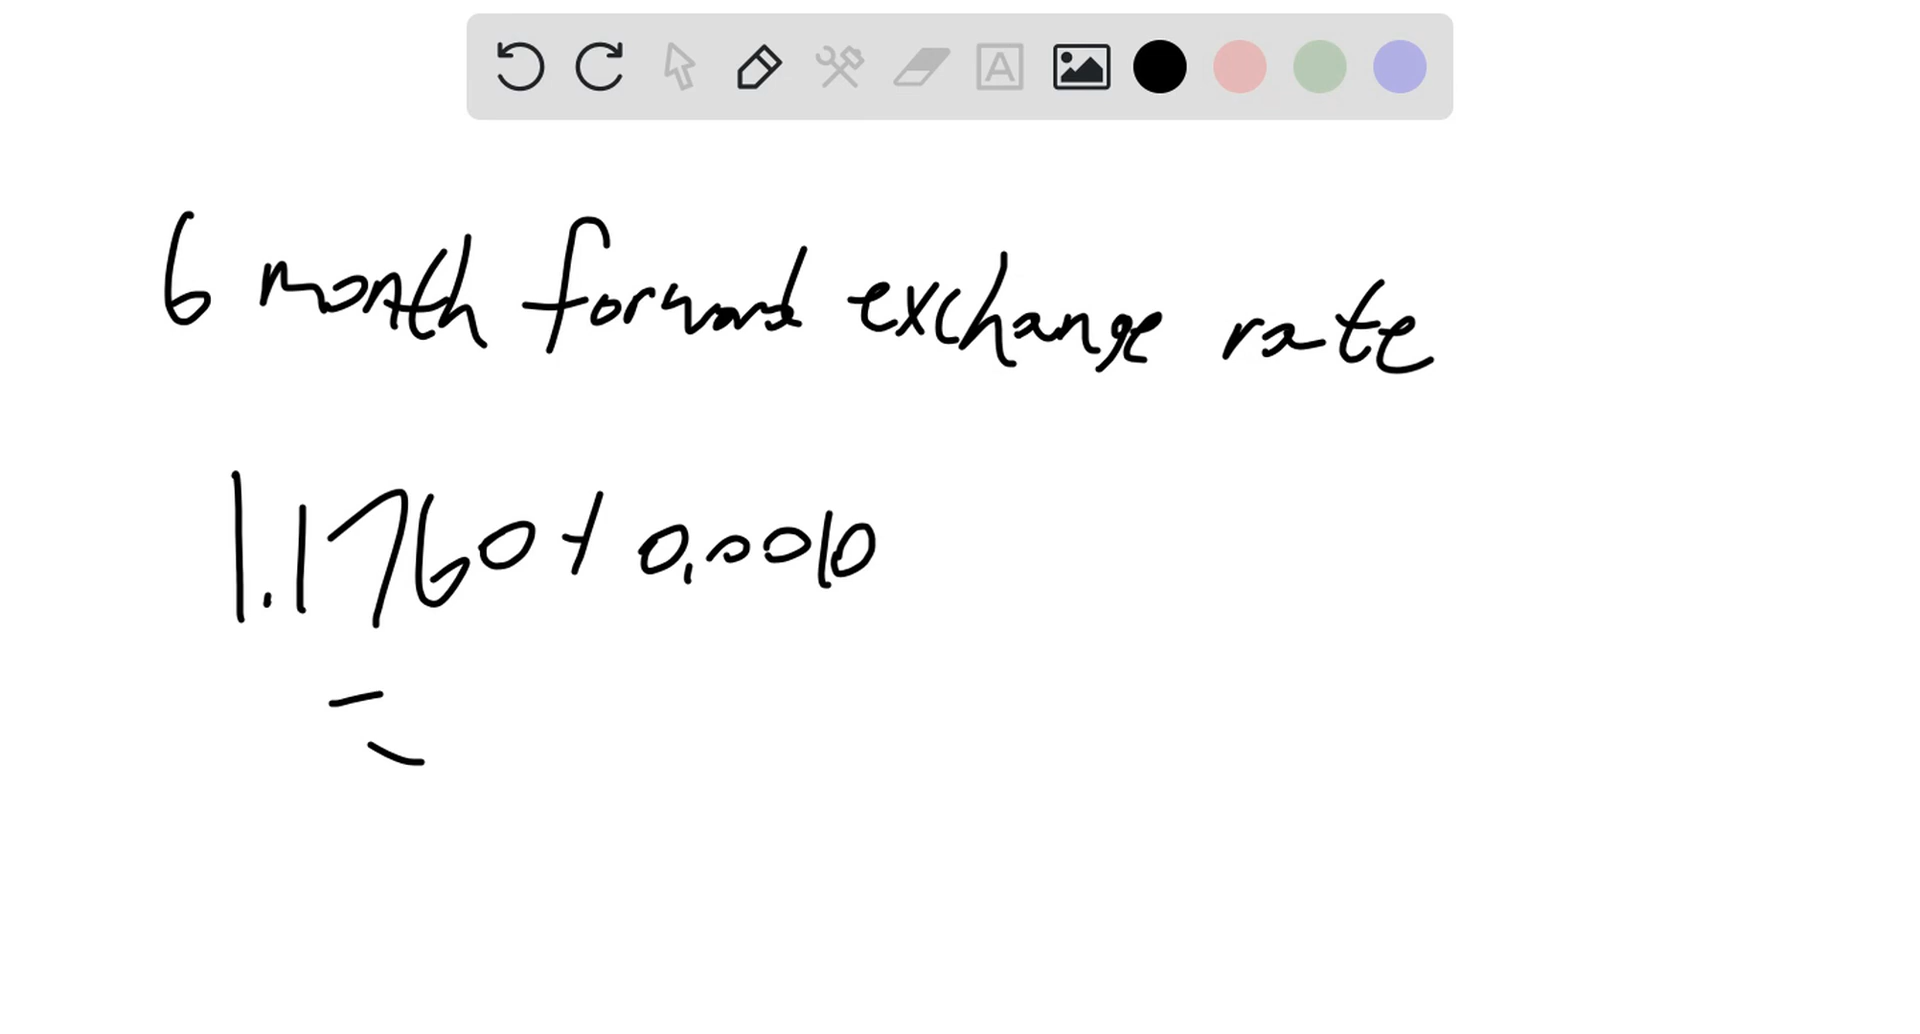 6 month forward exchange rate
1.1760 + 0.0010
=